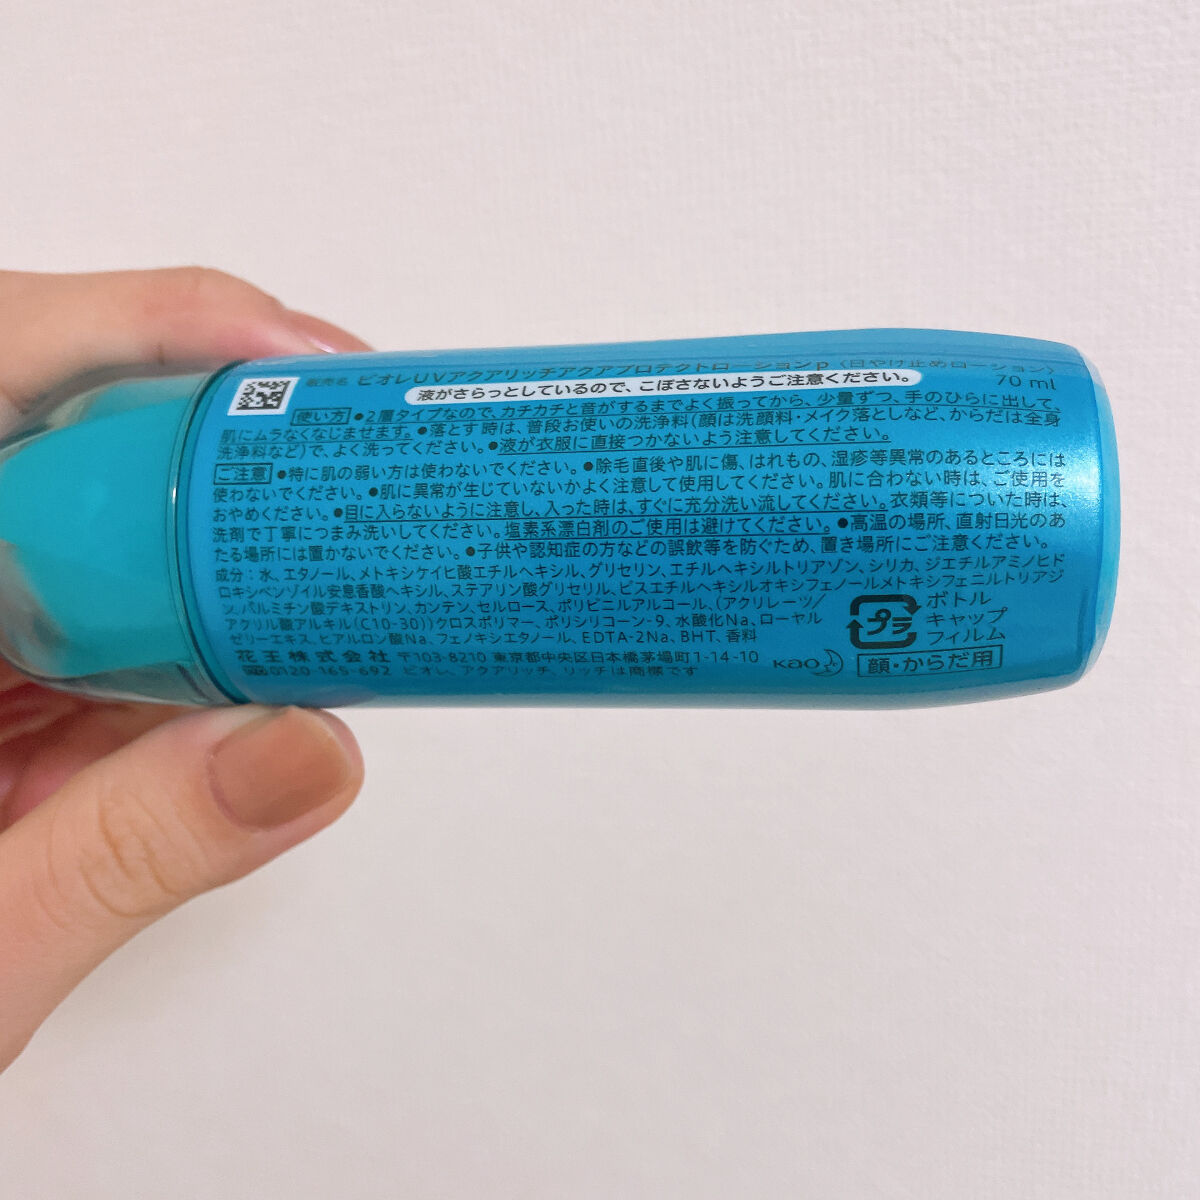 販売名 ビオレUVアクアリッチアクアプロテクトローションp〈日やけ止めローション〉
70 ml
液がさらっとしているので、こぼさないようご注意ください。
使い方 ●2層タイプなので、カチカチと音がするまでよく振ってから、少量ずつ、手のひらに出して
肌にムラなくなじませます。●落とす時は、普段お使いの洗浄料(顔は洗顔料・メイク落としなど、からだは全身
洗浄料など)で、よく洗ってください。●液が衣服に直接つかないよう注意してください。
ご注意 ●特に肌の弱い方は使わないでください。●除毛直後や肌に傷、はれもの、湿疹等異常のあるところには
使わないでください。●肌に異常が生じていないかよく注意して使用してください。肌に合わない時は、ご使用を
おやめください。●目に入らないように注意し、入った時は、すぐに充分洗い流してください。衣類等についた時は、
洗剤で丁寧につまみ洗いしてください。塩素系漂白剤のご使用は避けてください。●高温の場所、直射日光のあ
たる場所には置かないでください。●子供や認知症の方などの誤飲等を防ぐため、置き場所にご注意ください。
成分：水、エタノール、メトキシケイヒ酸エチルヘキシル、グリセリン、エチルヘキシルトリアゾン、シリカ、ジエチルアミノヒド
ロキシベンゾイル安息香酸ヘキシル、ステアリン酸グリセリル、ビスエチルヘキシルオキシフェノールメトキシフェニルトリアジ
ン、パルミチン酸デキストリン、カンテン、セルロース、ポリビニルアルコール、(アクリレーツ/
アクリル酸アルキル(C10-30))クロスポリマー、ポリシリコーン-9、水酸化Na、ローヤル
ゼリーエキス、ヒアルロン酸Na、フェノキシエタノール、EDTA-2Na、BHT、香料
プラ
ボトル
キャップ
フィルム
花王株式会社 〒103-8210 東京都中央区日本橋茅場町1-14-10
Kao
顔・からだ用
0120-165-692 ビオレ、アクアリッチ、リッチは商標です